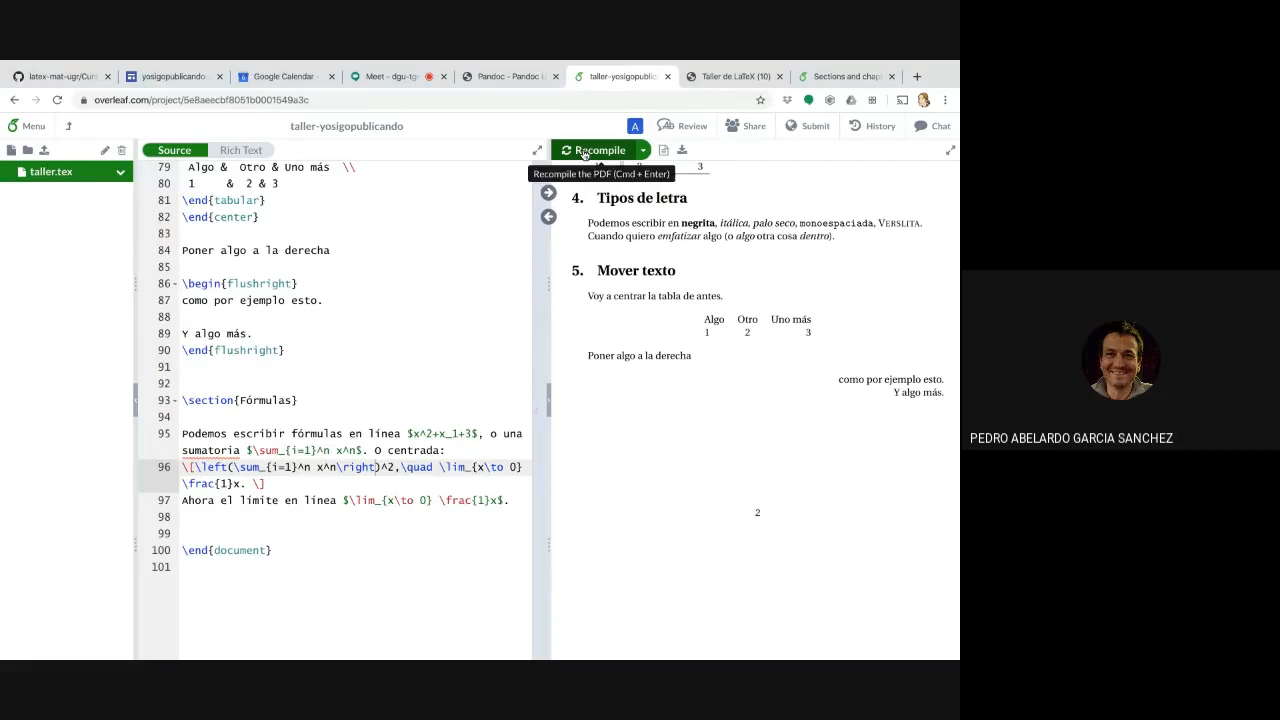 latex-mat-ugr/Cur
yosigopublicando
Google Calendar -
Meet - dgu-tg
Pandoc - Pandoc
taller-yosigopublic
Taller de LaTeX (10)
Sections and chap
overleaf.com/project/5e8aeecbf8051b0001549a3c
Menu
taller-yosigopublicando
A
Review
Share
Submit
History
Chat
Source
Rich Text
Recompile
Recompile the PDF (Cmd + Enter)
taller.tex
79 Algo & Otro & Uno más \\
80 1 & 2 & 3
81 \end{tabular}
82 \end{center}
83
84 Poner algo a la derecha
85
86 \begin{flushright}
87 como por ejemplo esto.
88
89 Y algo más.
90 \end{flushright}
91
92
93 \section{Fórmulas}
94
95 Podemos escribir fórmulas en línea $x^2+x_1+3$, o una
sumatoria $\sum_{i=1}^n x^n$. O centrada:
96 \[\left(\sum_{i=1}^n x^n\right)^2,\quad \lim_{x\to 0}
\frac{1}x. \]
97 Ahora el límite en línea $\lim_{x\to 0} \frac{1}x$.
98
99
100 \end{document}
101
3
4. Tipos de letra
Podemos escribir en negrita, itálica, palo seco, monoespaciada, VERSLITA.
Cuando quiero emfatizar algo (o algo otra cosa dentro).
5. Mover texto
Voy a centrar la tabla de antes.
Algo Otro Uno más
1 2 3
Poner algo a la derecha
como por ejemplo esto.
Y algo más.
2
PEDRO ABELARDO GARCIA SANCHEZ